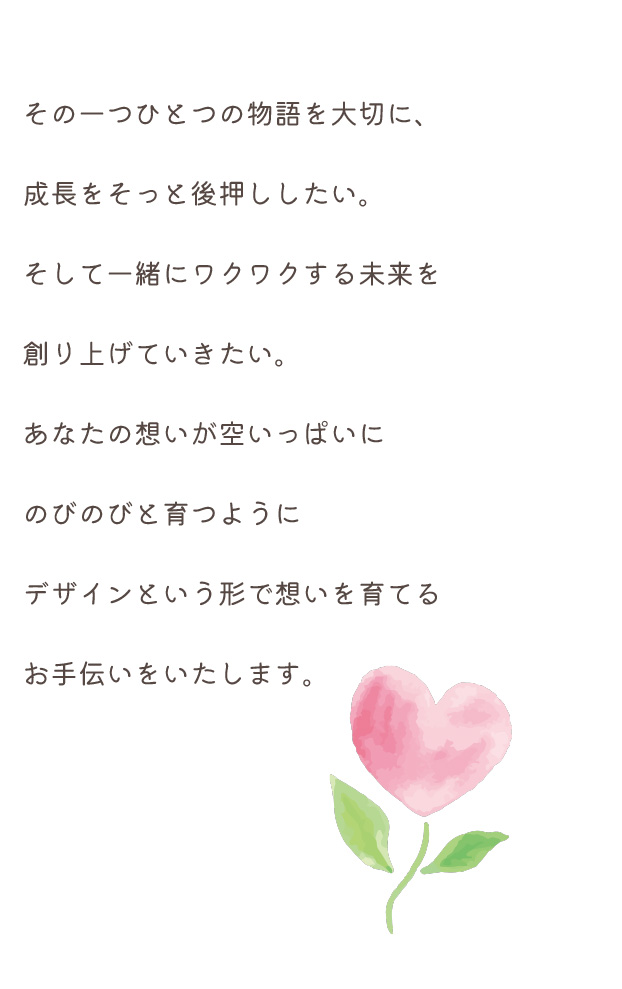 その一つひとつの物語を大切に、
成長をそっと後押ししたい。
そして一緒にワクワクする未来を
創り上げていきたい。
あなたの想いが空いっぱいに
のびのびと育つように
デザインという形で想いを育てる
お手伝いをいたします。